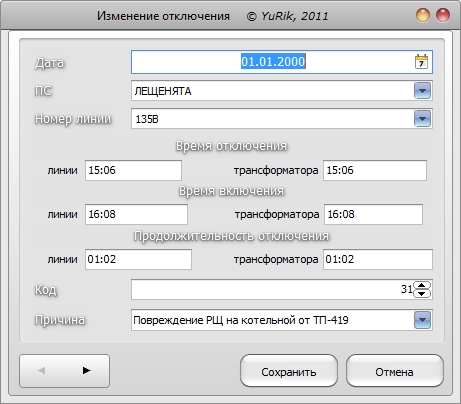 Изменение отключения © YuRik, 2011
Дата 01.01.2000 7
ПС ЛЕЩЕНЯТА
Номер линии 135В
Время отключения
линии 15:06 трансформатора 15:06
Время включения
линии 16:08 трансформатора 16:08
Продолжительность отключения
линии 01:02 трансформатора 01:02
Код 31
Причина Повреждение РЩ на котельной от ТП-419
Сохранить Отмена